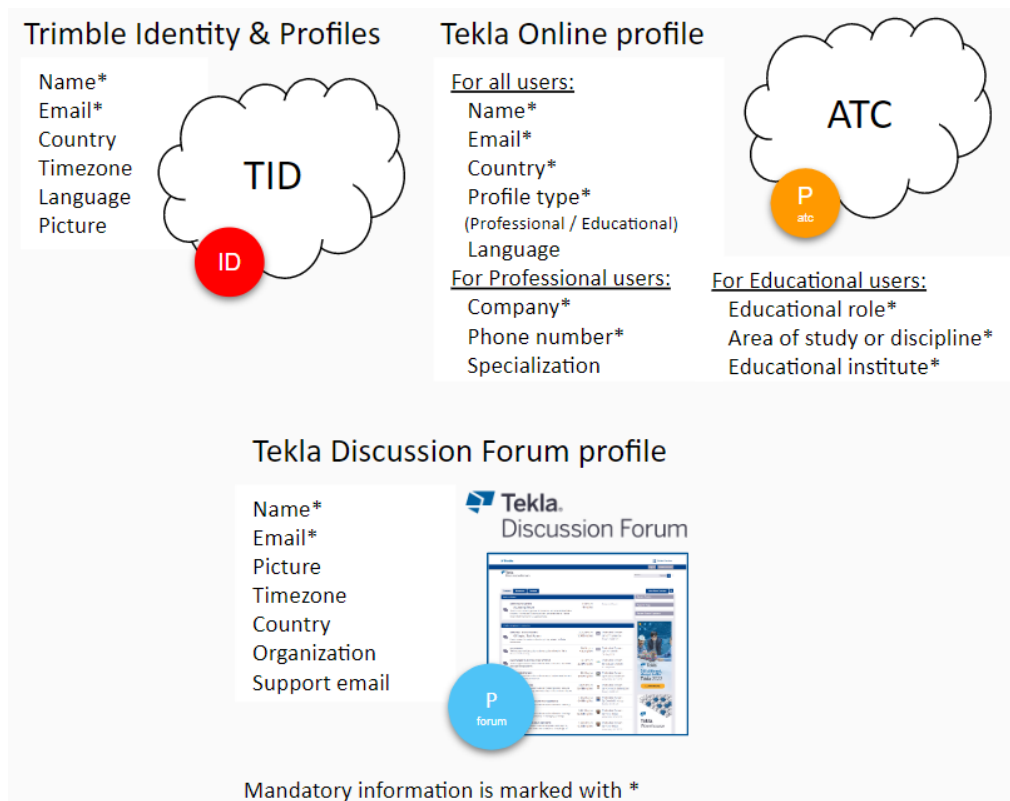 Trimble Identity & Profiles
Name*
Email*
Country
Timezone
Language
Picture
TID
ID
Tekla Online profile
For all users:
Name*
Email*
Country*
Profile type*
(Professional / Educational)
Language
For Professional users:
Company*
Phone number*
Specialization
ATC
P
atc
For Educational users:
Educational role*
Area of study or discipline*
Educational institute*
Tekla Discussion Forum profile
Name*
Email*
Picture
Timezone
Country
Organization
Support email
Tekla.
Discussion Forum
P
forum
Mandatory information is marked with *